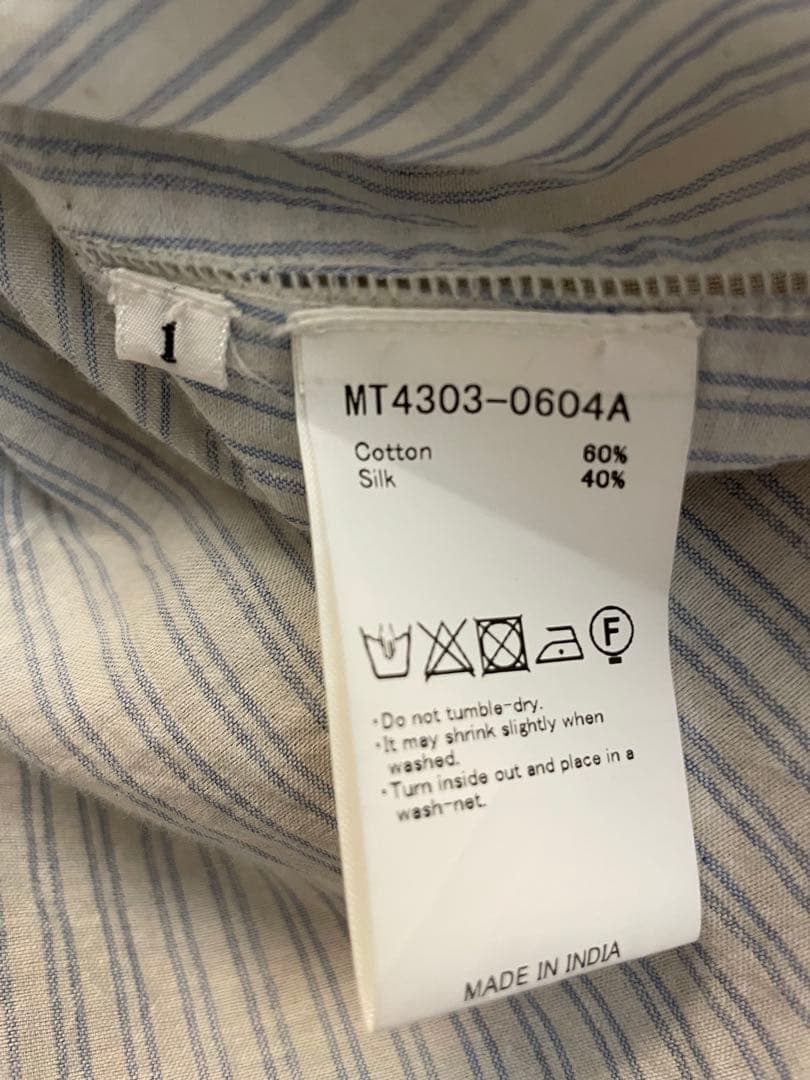 1
MT4303-0604A
Cotton 60%
Silk 40%
F
・Do not tumble-dry.
・It may shrink slightly when
washed.
・Turn inside out and place in a
wash-net.
MADE IN INDIA